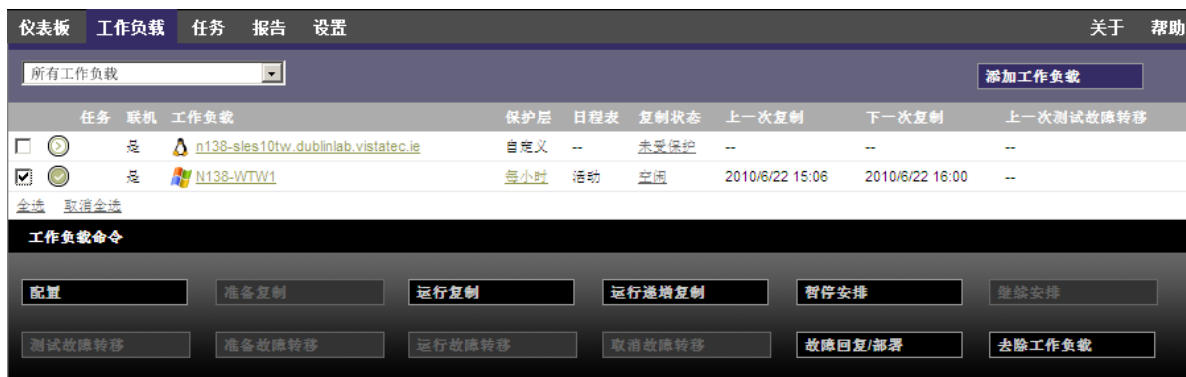 仪表板 工作负载 任务 报告 设置 关于 帮助
所有工作负载 添加工作负载
任务 联机 工作负载 保护层 日程表 复制状态 上一次复制 下一次复制 上一次测试故障转移
是 n138-sles10tw.dublinlab.vistatec.ie 自定义 -- 未受保护 -- -- --
是 N138-WTW1 每小时 活动 空闲 2010/6/22 15:06 2010/6/22 16:00 --
全选 取消全选
工作负载命令
配置 准备复制 运行复制 运行递增复制 暂停安排 继续安排
测试故障转移 准备故障转移 运行故障转移 取消故障转移 故障回复/部署 去除工作负载